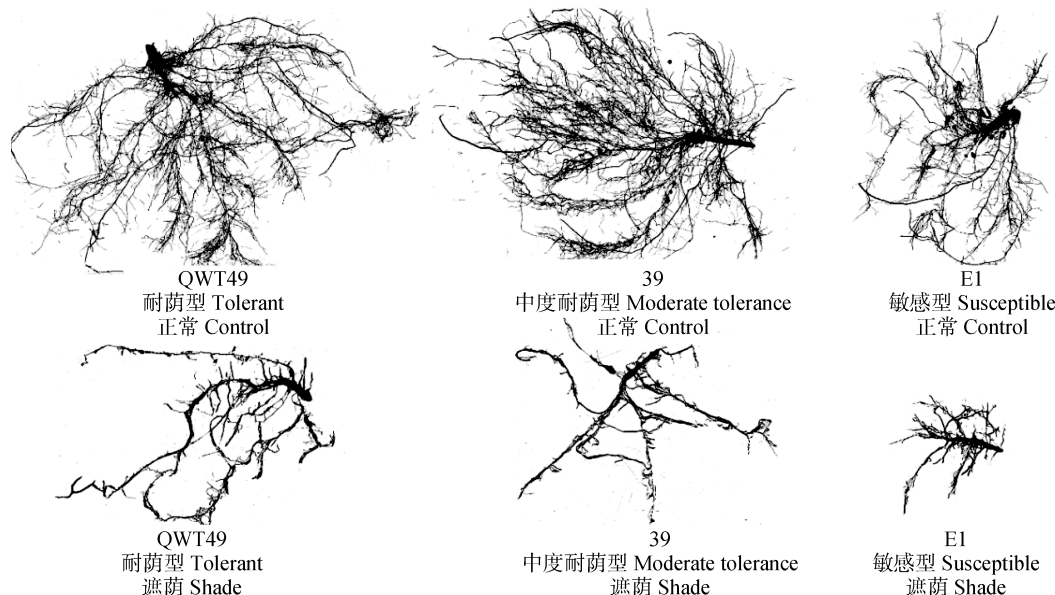 QWT49
耐荫型 Tolerant
正常 Control
39
中度耐荫型 Moderate tolerance
正常 Control
E1
敏感型 Susceptible
正常 Control
QWT49
耐荫型 Tolerant
遮荫 Shade
39
中度耐荫型 Moderate tolerance
遮荫 Shade
E1
敏感型 Susceptible
遮荫 Shade